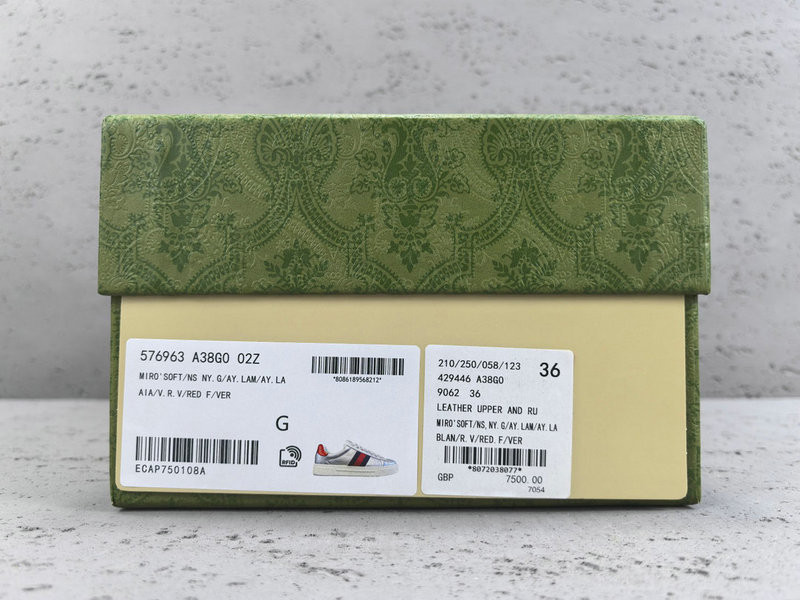 576963 A38G0 02Z
MIRO'SOFT/NS NY.G/AY.LAM/AY.LA
AIA/V.R.V/RED F/VER
*8086189568212*
G
RFID
ECAP750108A
210/250/058/123 36
429446 A38G0
9062 36
LEATHER UPPER AND RU
MIRO'SOFT/NS,NY.G/AY.LAM/AY.LA
BLAN/R.V/RED.F/VER
*8072038077*
GBP 7500.00
7054